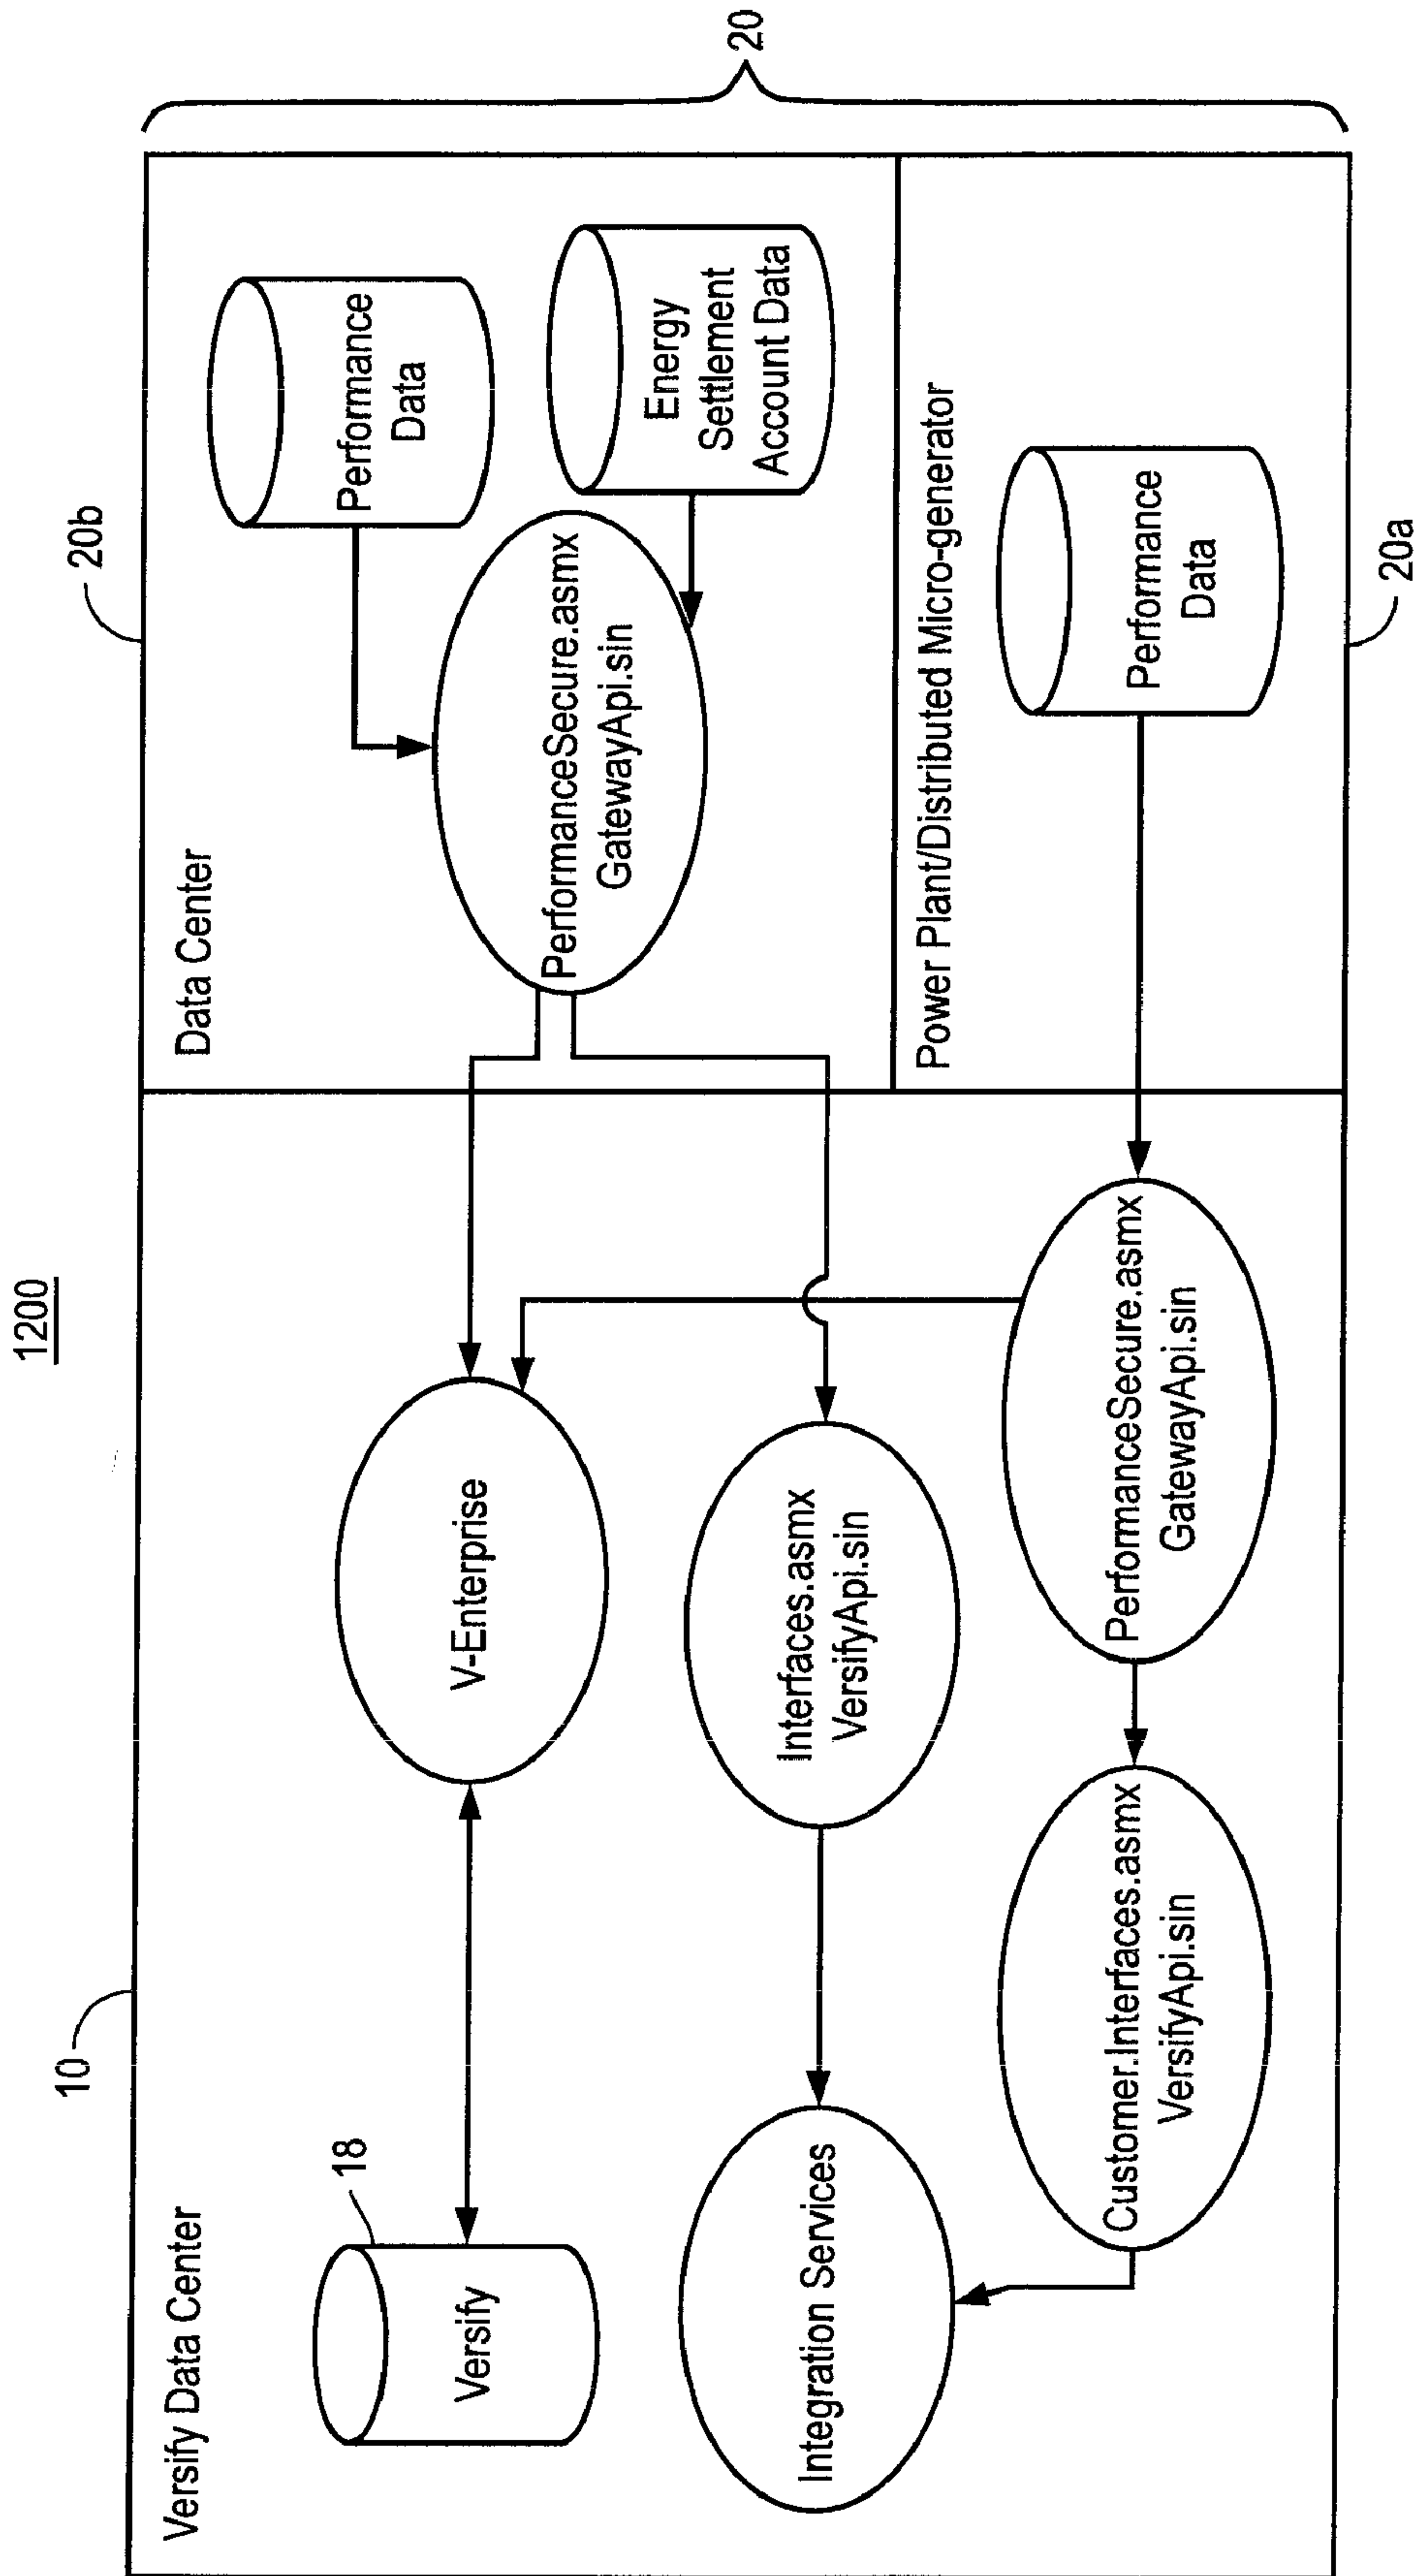 1200
10
Versify Data Center
18
Versify
V-Enterprise
Integration Services
Interfaces.asmx
VersifyApi.sin
Customer.Interfaces.asmx
VersifyApi.sin
PerformanceSecure.asmx
GatewayApi.sin
20b
Data Center
PerformanceSecure.asmx
GatewayApi.sin
Performance
Data
Energy
Settlement
Account Data
Power Plant/Distributed Micro-generator
Performance
Data
20a
20